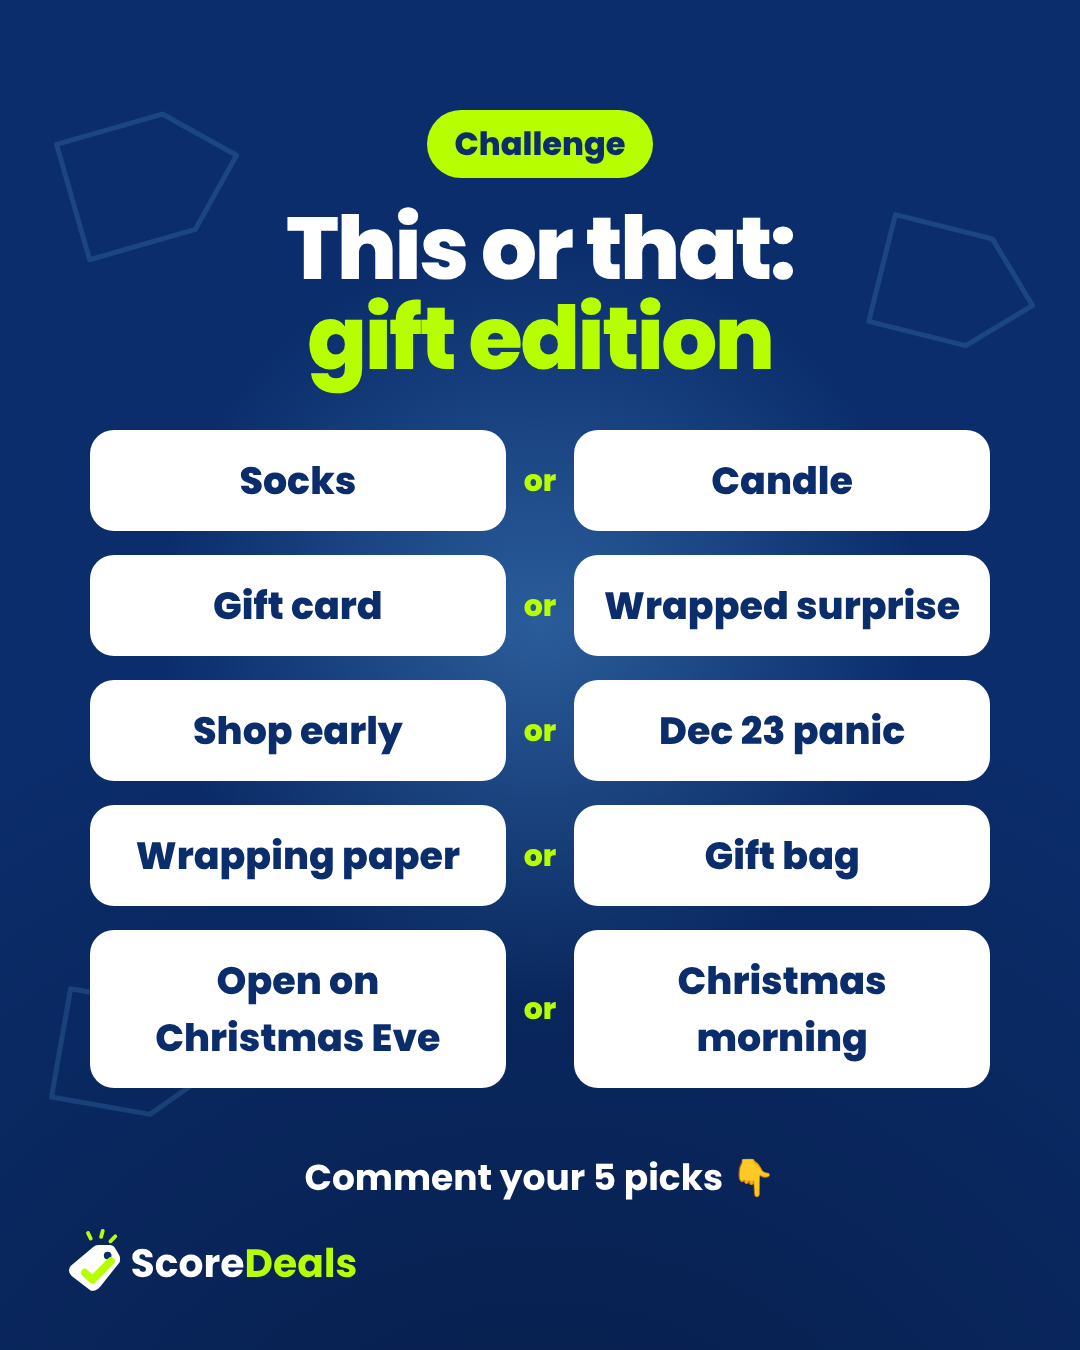 Challenge
This or that:
gift edition
Socks or Candle
Gift card or Wrapped surprise
Shop early or Dec 23 panic
Wrapping paper or Gift bag
Open on
Christmas Eve
or
Christmas
morning
Comment your 5 picks 👇
ScoreDeals